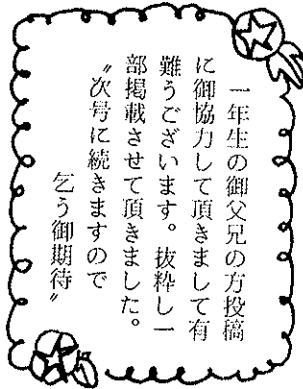 一年生の御父兄の方投稿
に御協力して頂きまして有
難うございます。抜粋し一
部掲載させて頂きました。
〝次号に続きますので
乞う御期待〟